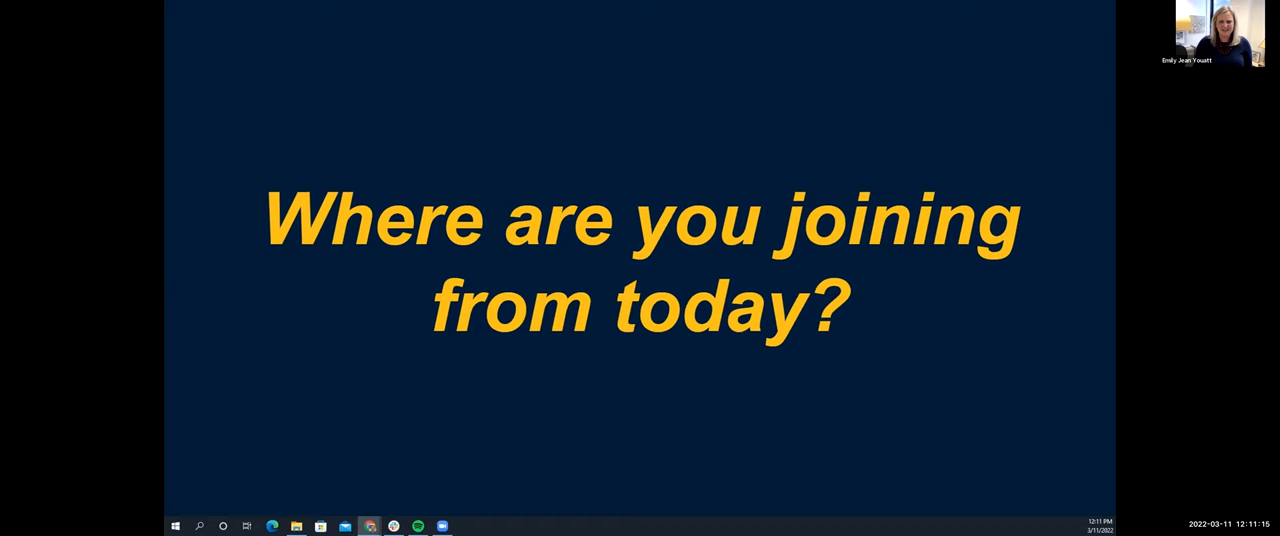 Emily Jean Youatt
Where are you joining
from today?
12:11 PM
3/11/2022
2022-03-11 12:11:15